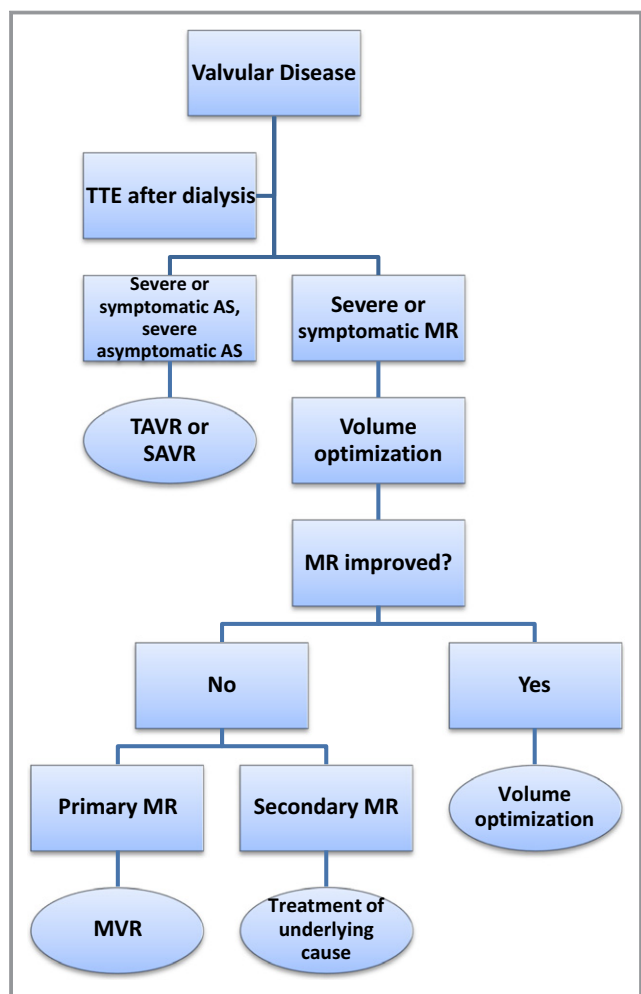 Valvular Disease
TTE after dialysis
Severe or
symptomatic AS,
severe
asymptomatic AS
Severe or
symptomatic MR
TAVR or
SAVR
Volume
optimization
MR improved?
No
Yes
Primary MR
Secondary MR
Volume
optimization
MVR
Treatment of
underlying
cause